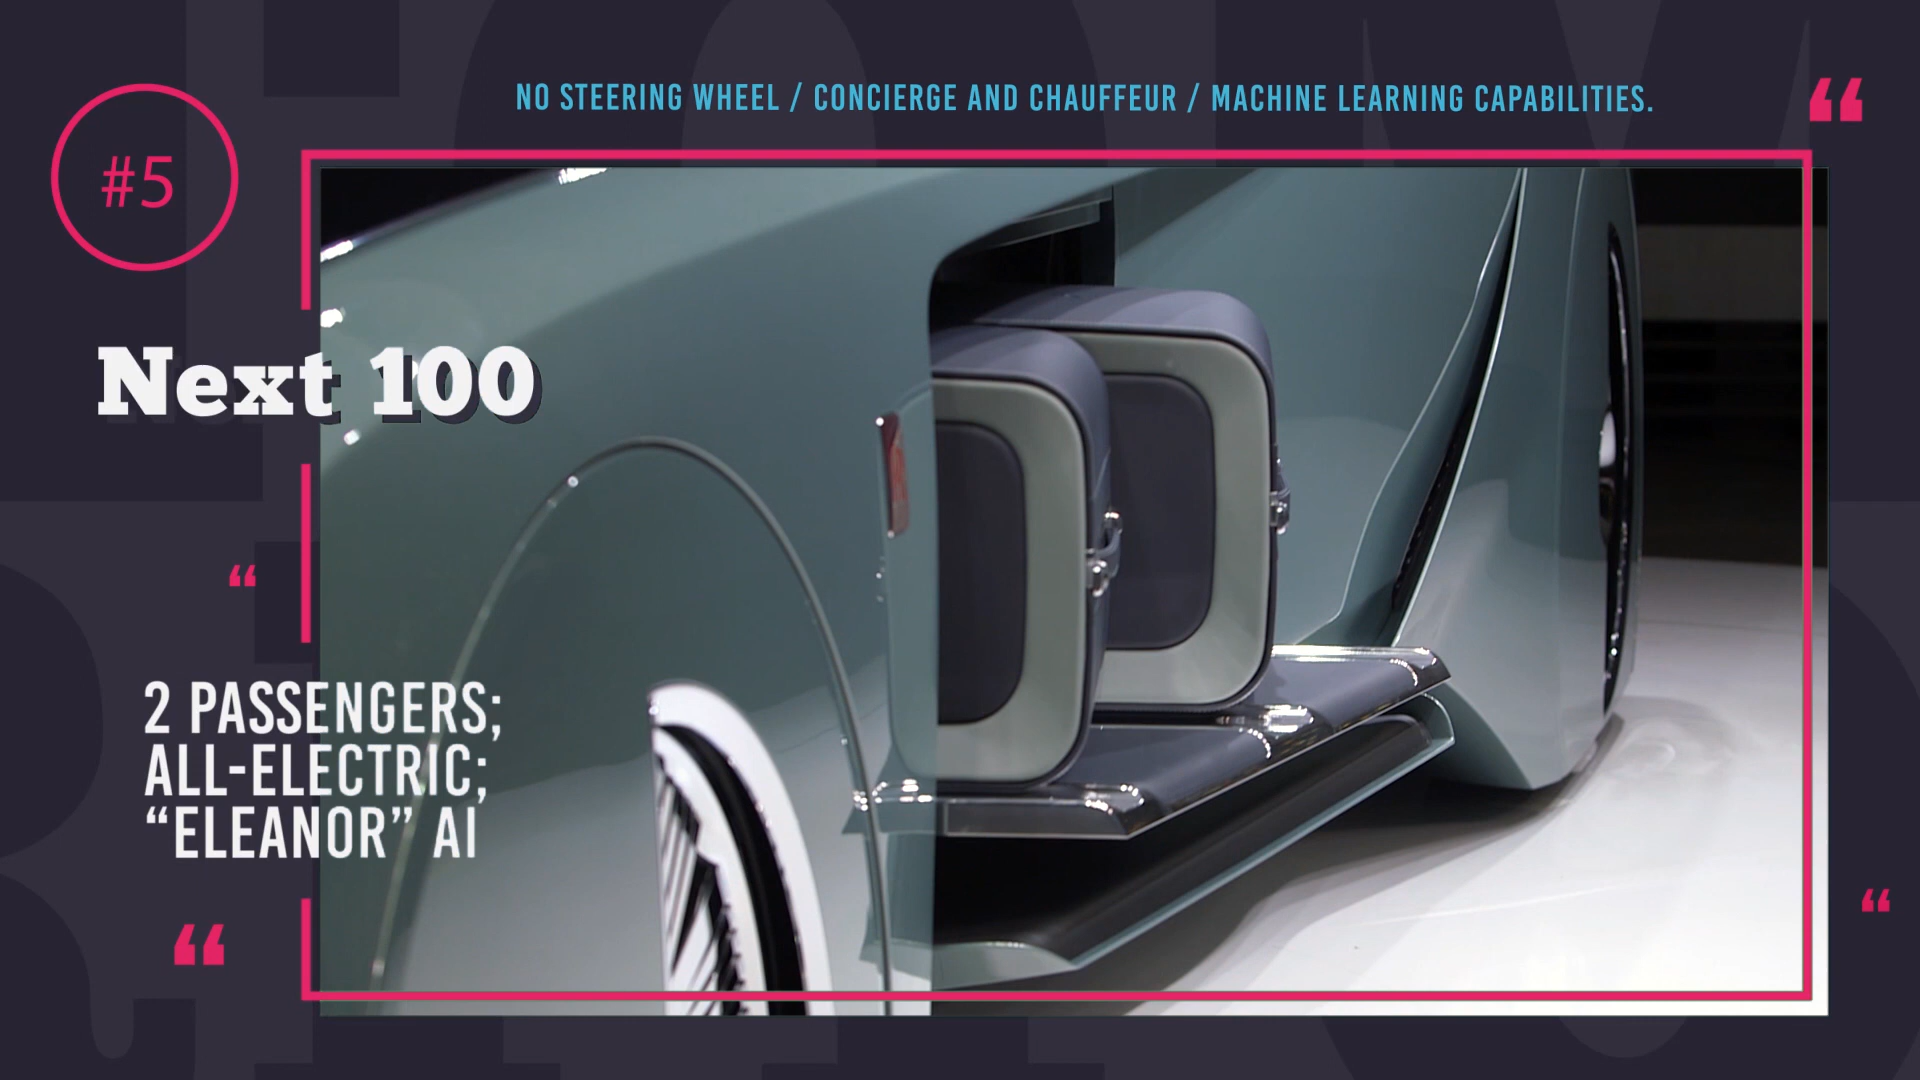 NO STEERING WHEEL / CONCIERGE AND CHAUFFEUR / MACHINE LEARNING CAPABILITIES.
#5
Next 100
2 PASSENGERS;
ALL-ELECTRIC;
“ELEANOR” AI